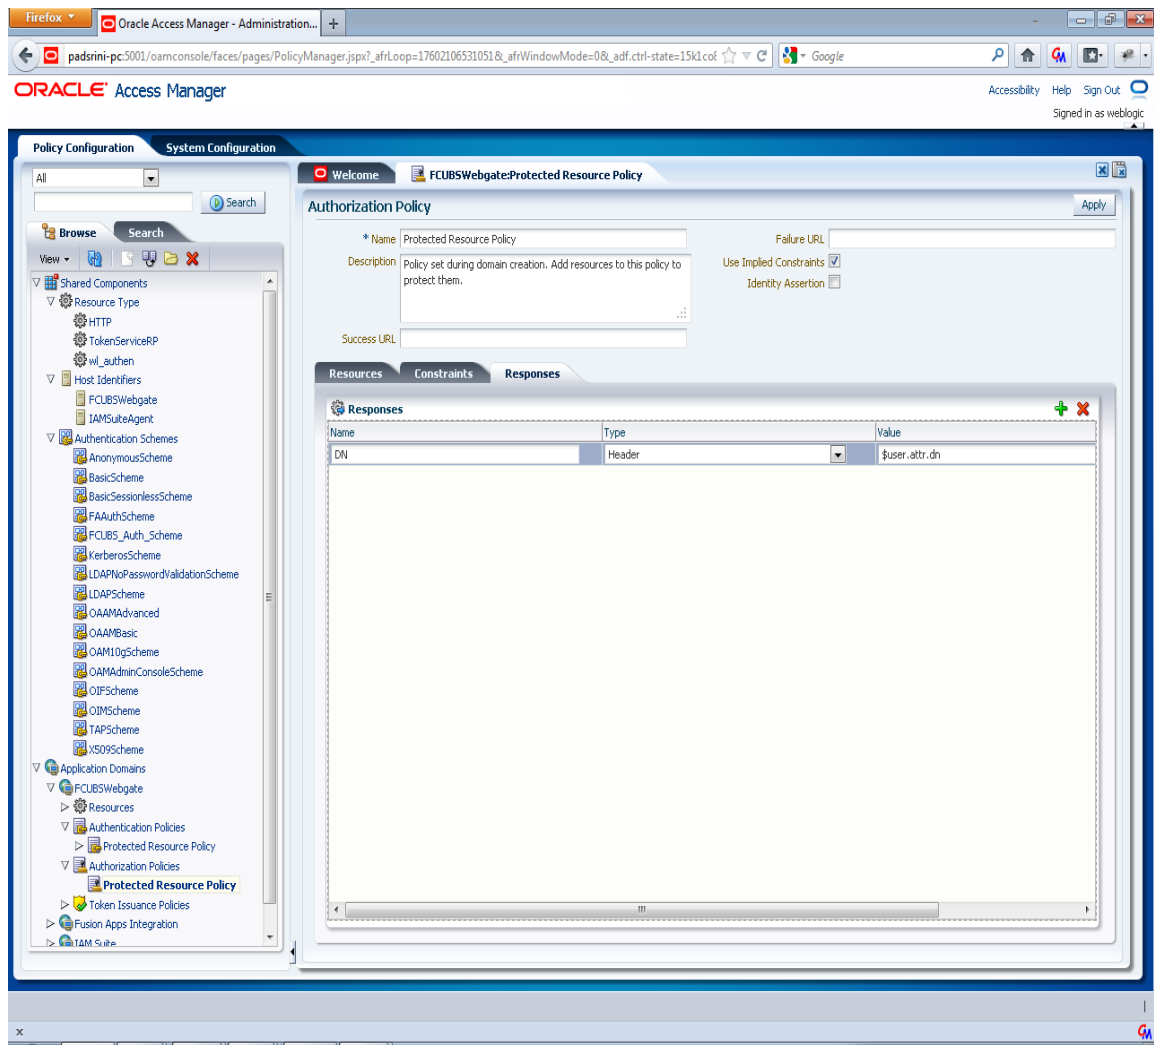 Firefox
Oracle Access Manager - Administration...
padsrini-pc:5001/oamconsole/faces/pages/PolicyManager.jspx?_afrLoop=17602106531051&_afrWindowMode=0&_adf.ctrl-state=15k1co
Google
ORACLE Access Manager
Accessibility Help Sign Out
Signed in as weblogic
Policy Configuration
System Configuration
All
Search
Browse
Search
View
Shared Components
Resource Type
HTTP
TokenServiceRP
wl_authen
Host Identifiers
FCUBSWebgate
IAMSuiteAgent
Authentication Schemes
AnonymousScheme
BasicScheme
BasicSessionlessScheme
FAAuthScheme
FCUBS_Auth_Scheme
KerberosScheme
LDAPNoPasswordValidationScheme
LDAPScheme
OAAMAdvanced
OAAMBasic
OAM10gScheme
OAMAdminConsoleScheme
OIFScheme
OIMScheme
TAPScheme
X509Scheme
Application Domains
FCUBSWebgate
Resources
Authentication Policies
Protected Resource Policy
Authorization Policies
Protected Resource Policy
Token Issuance Policies
Fusion Apps Integration
IAM Suite
Welcome
FCUBSWebgate:Protected Resource Policy
Authorization Policy
Apply
* Name Protected Resource Policy
Description Policy set during domain creation. Add resources to this policy to
protect them.
Success URL
Failure URL
Use Implied Constraints
Identity Assertion
Resources
Constraints
Responses
Responses
Name Type Value
DN Header $user.attr.dn